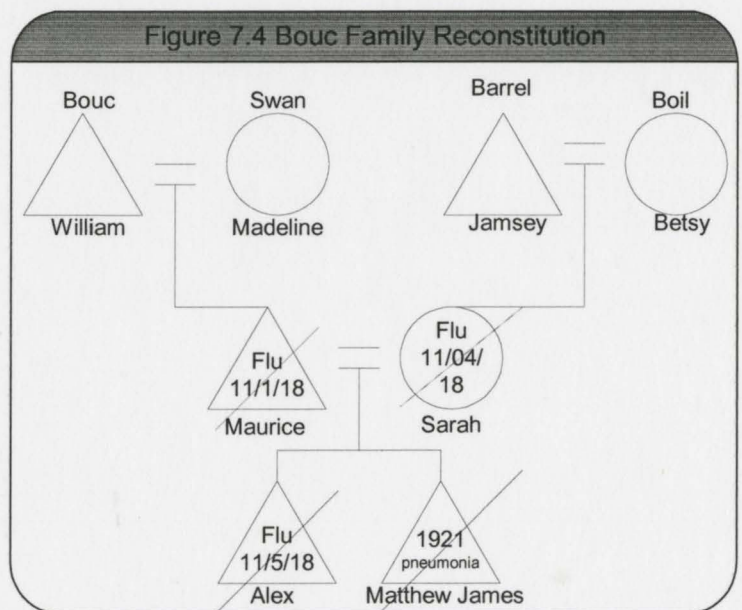 Figure 7.4 Bouc Family Reconstitution
Bouc
Swan
Barrel
Boil
William
Madeline
Jamsey
Betsy
Flu
11/1/18
Maurice
Flu
11/04/
18
Sarah
Flu
11/5/18
Alex
1921
pneumonia
Matthew James